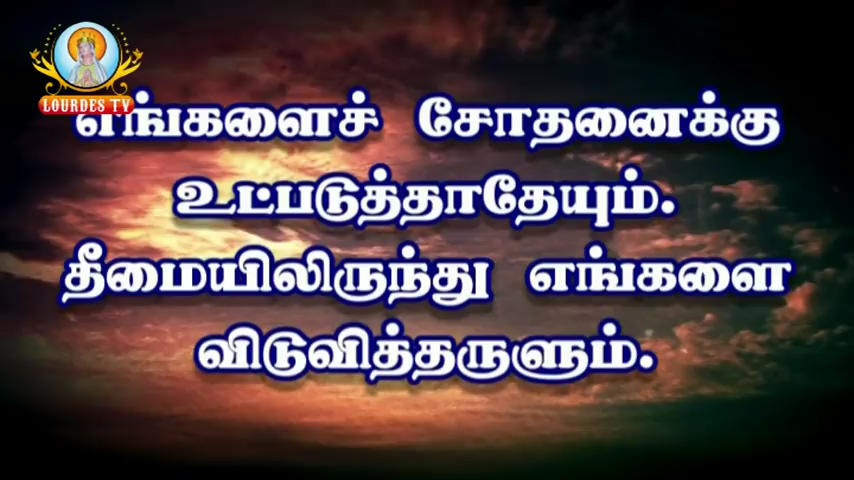 LOURDES TV
எங்களைச் சோதனைக்கு
உட்படுத்தாதேயும்.
தீமையிலிருந்து எங்களை
விடுவித்தருளும்.